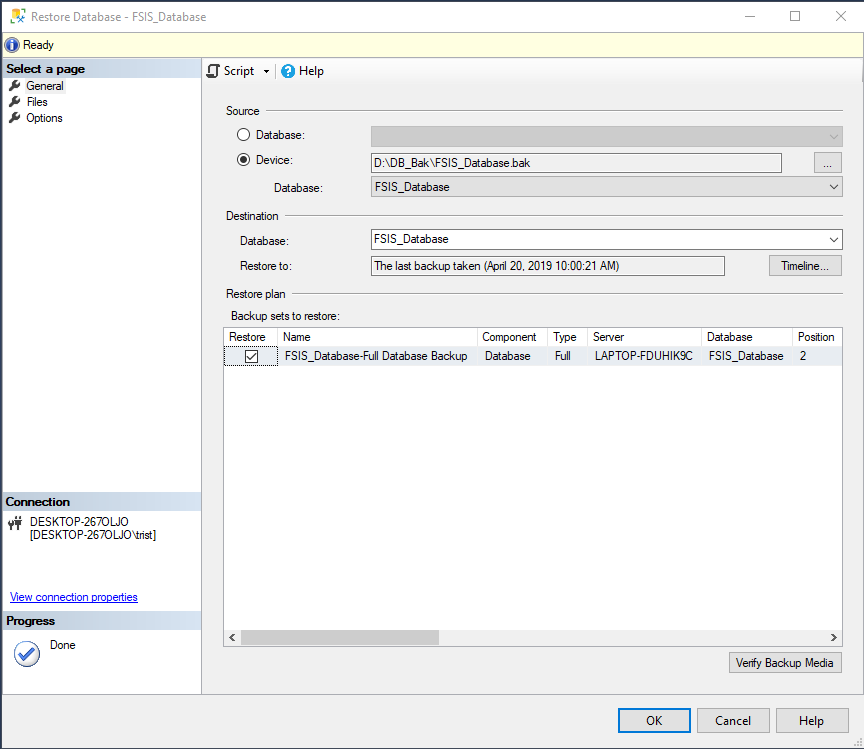 Restore Database - FSIS_Database
Ready
Select a page
General
Files
Options
Script
Help
Source
Database:
Device:
D:\DB_Bak\FSIS_Database.bak
...
Database:
FSIS_Database
Destination
Database:
FSIS_Database
Restore to:
The last backup taken (April 20, 2019 10:00:21 AM)
Timeline...
Restore plan
Backup sets to restore:
Restore Name Component Type Server Database Position
FSIS_Database-Full Database Backup Database Full LAPTOP-FDUHIK9C FSIS_Database 2
Connection
DESKTOP-267OLJO
[DESKTOP-267OLJO\trist]
View connection properties
Progress
Done
Verify Backup Media
OK
Cancel
Help